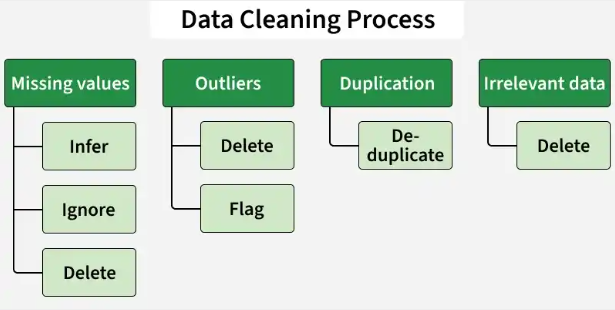 Data Cleaning Process
Missing values
Infer
Ignore
Delete
Outliers
Delete
Flag
Duplication
De-
duplicate
Irrelevant data
Delete